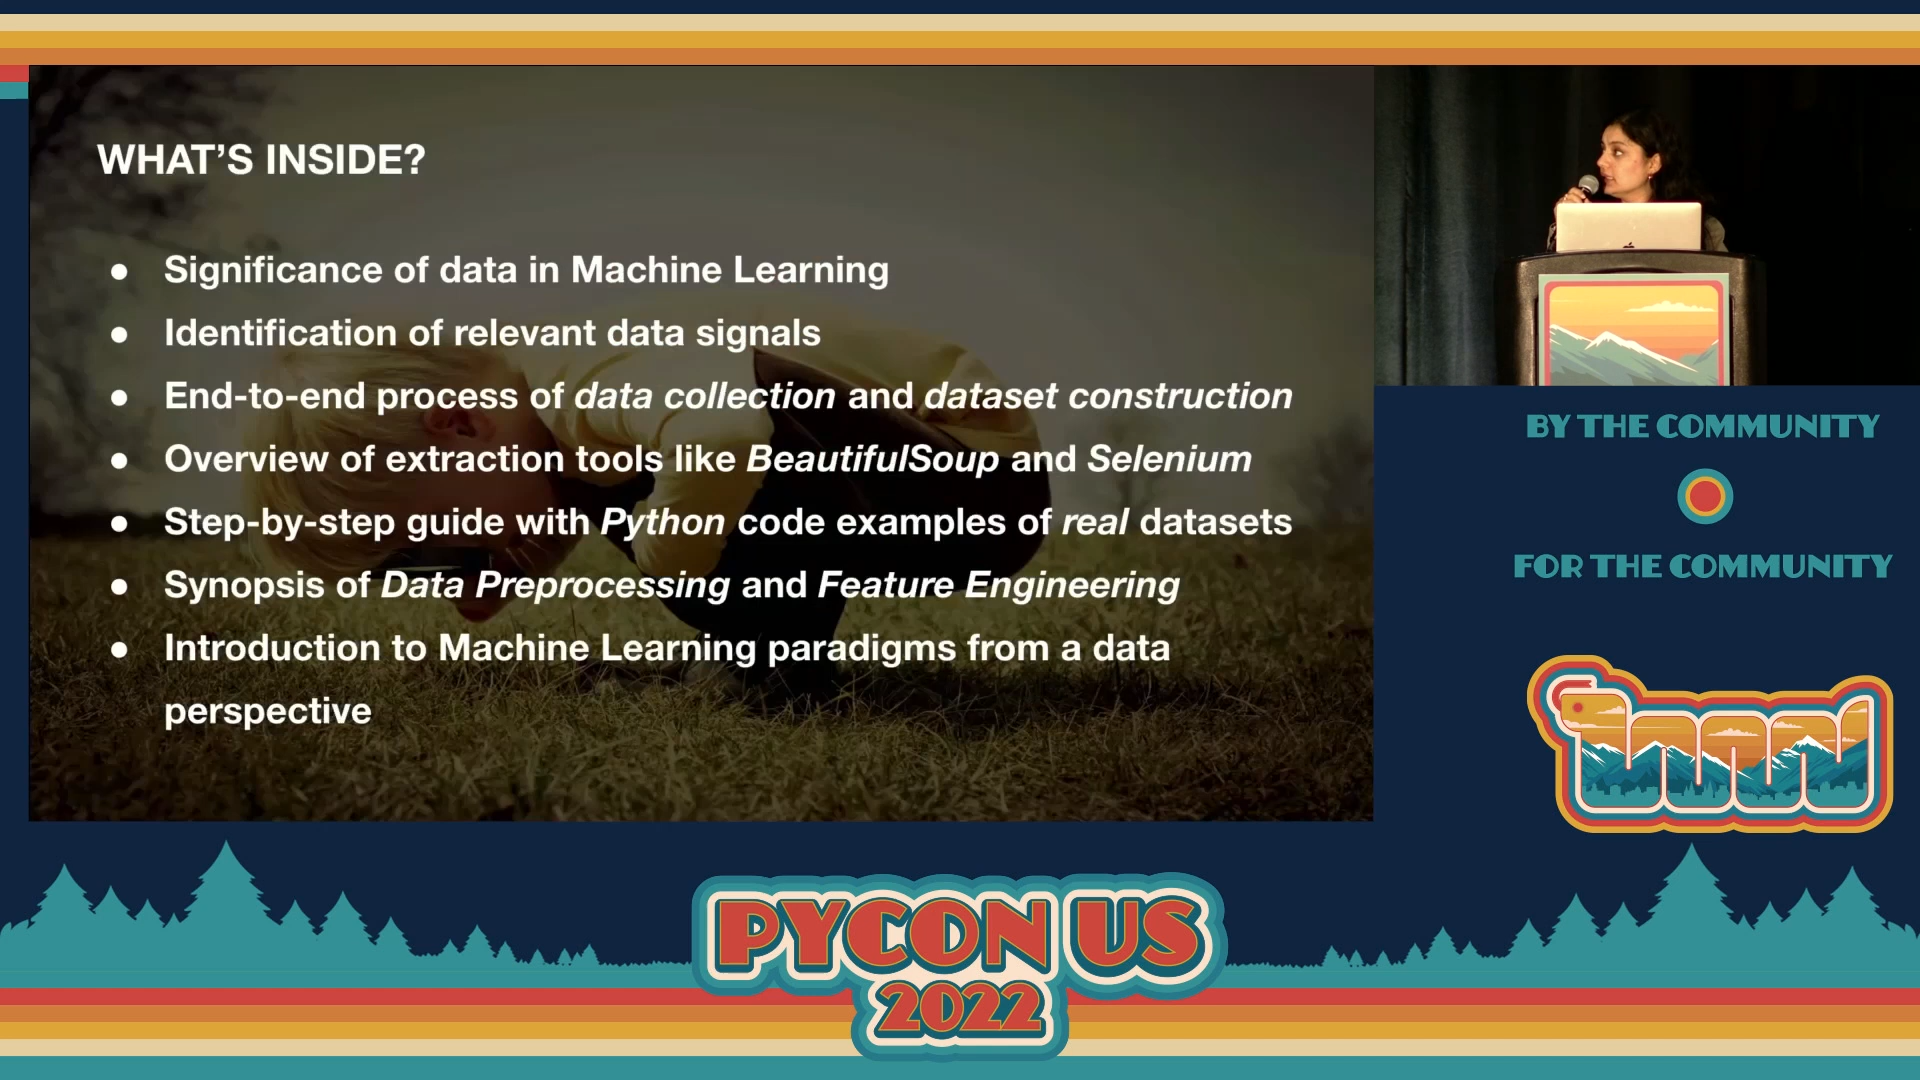 WHAT’S INSIDE?
● Significance of data in Machine Learning
● Identification of relevant data signals
● End-to-end process of data collection and dataset construction
● Overview of extraction tools like BeautifulSoup and Selenium
● Step-by-step guide with Python code examples of real datasets
● Synopsis of Data Preprocessing and Feature Engineering
● Introduction to Machine Learning paradigms from a data
perspective
BY THE COMMUNITY
FOR THE COMMUNITY
PYCON US
2022